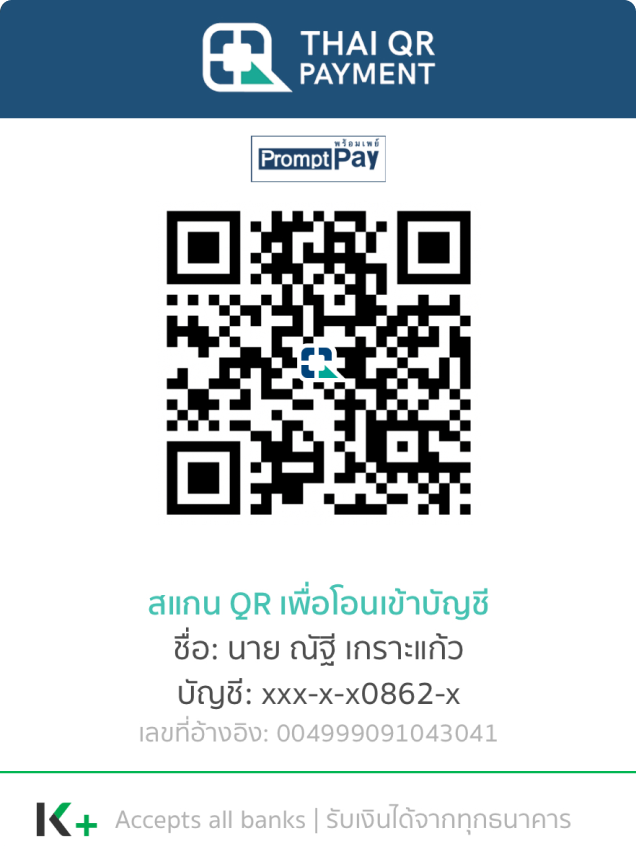 THAI QR
PAYMENT
พร้อมเพย์
PromptPay
สแกน QR เพื่อโอนเข้าบัญชี
ชื่อ: นาย ณัฐี เกราะแก้ว
บัญชี: xxx-x-x0862-x
เลขที่อ้างอิง: 004999091043041
K+
Accepts all banks | รับเงินได้จากทุกธนาคาร